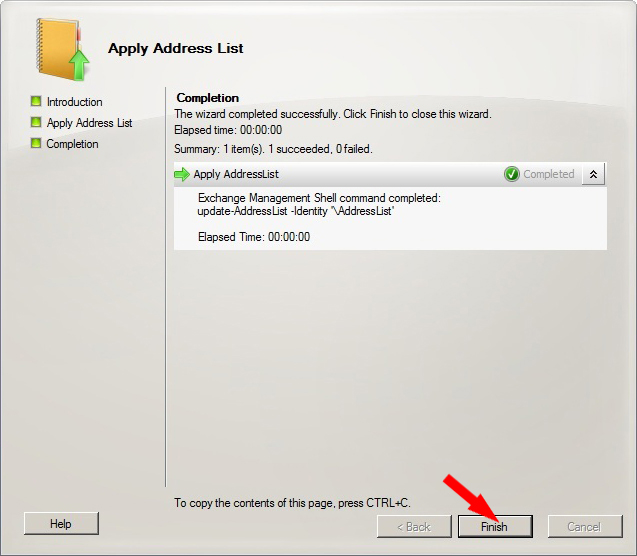 Apply Address List
Introduction
Apply Address List
Completion
Completion
The wizard completed successfully. Click Finish to close this wizard.
Elapsed time: 00:00:00
Summary: 1 item(s). 1 succeeded, 0 failed.
Apply AddressList
Completed
Exchange Management Shell command completed:
update-AddressList -Identity '\AddressList'
Elapsed Time: 00:00:00
To copy the contents of this page, press CTRL+C.
Help
< Back
Finish
Cancel